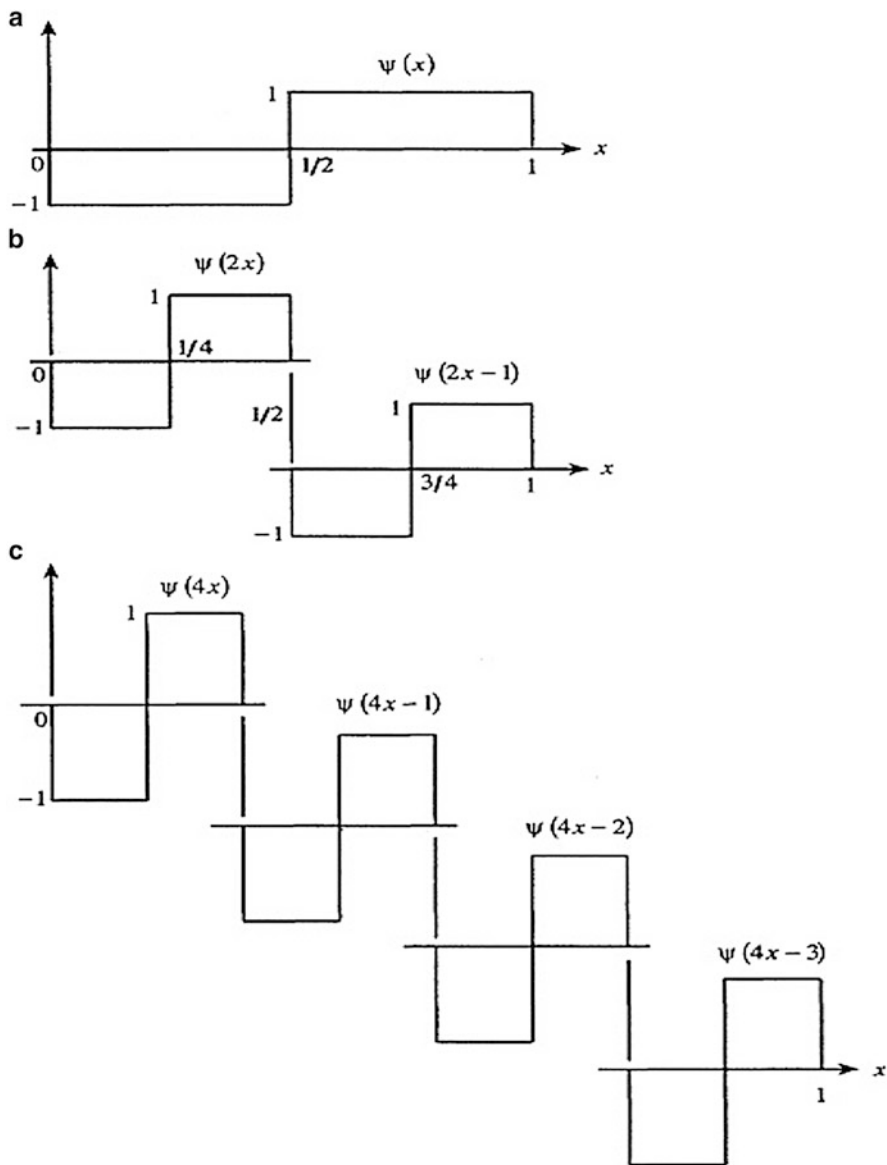 a
ψ (x)
1
x
0
1/2
1
−1
b
ψ (2x)
1
1/4
0
ψ (2x − 1)
−1
1/2
1
x
3/4
1
−1
c
ψ (4x)
1
0
ψ (4x − 1)
−1
ψ (4x − 2)
ψ (4x − 3)
x
1